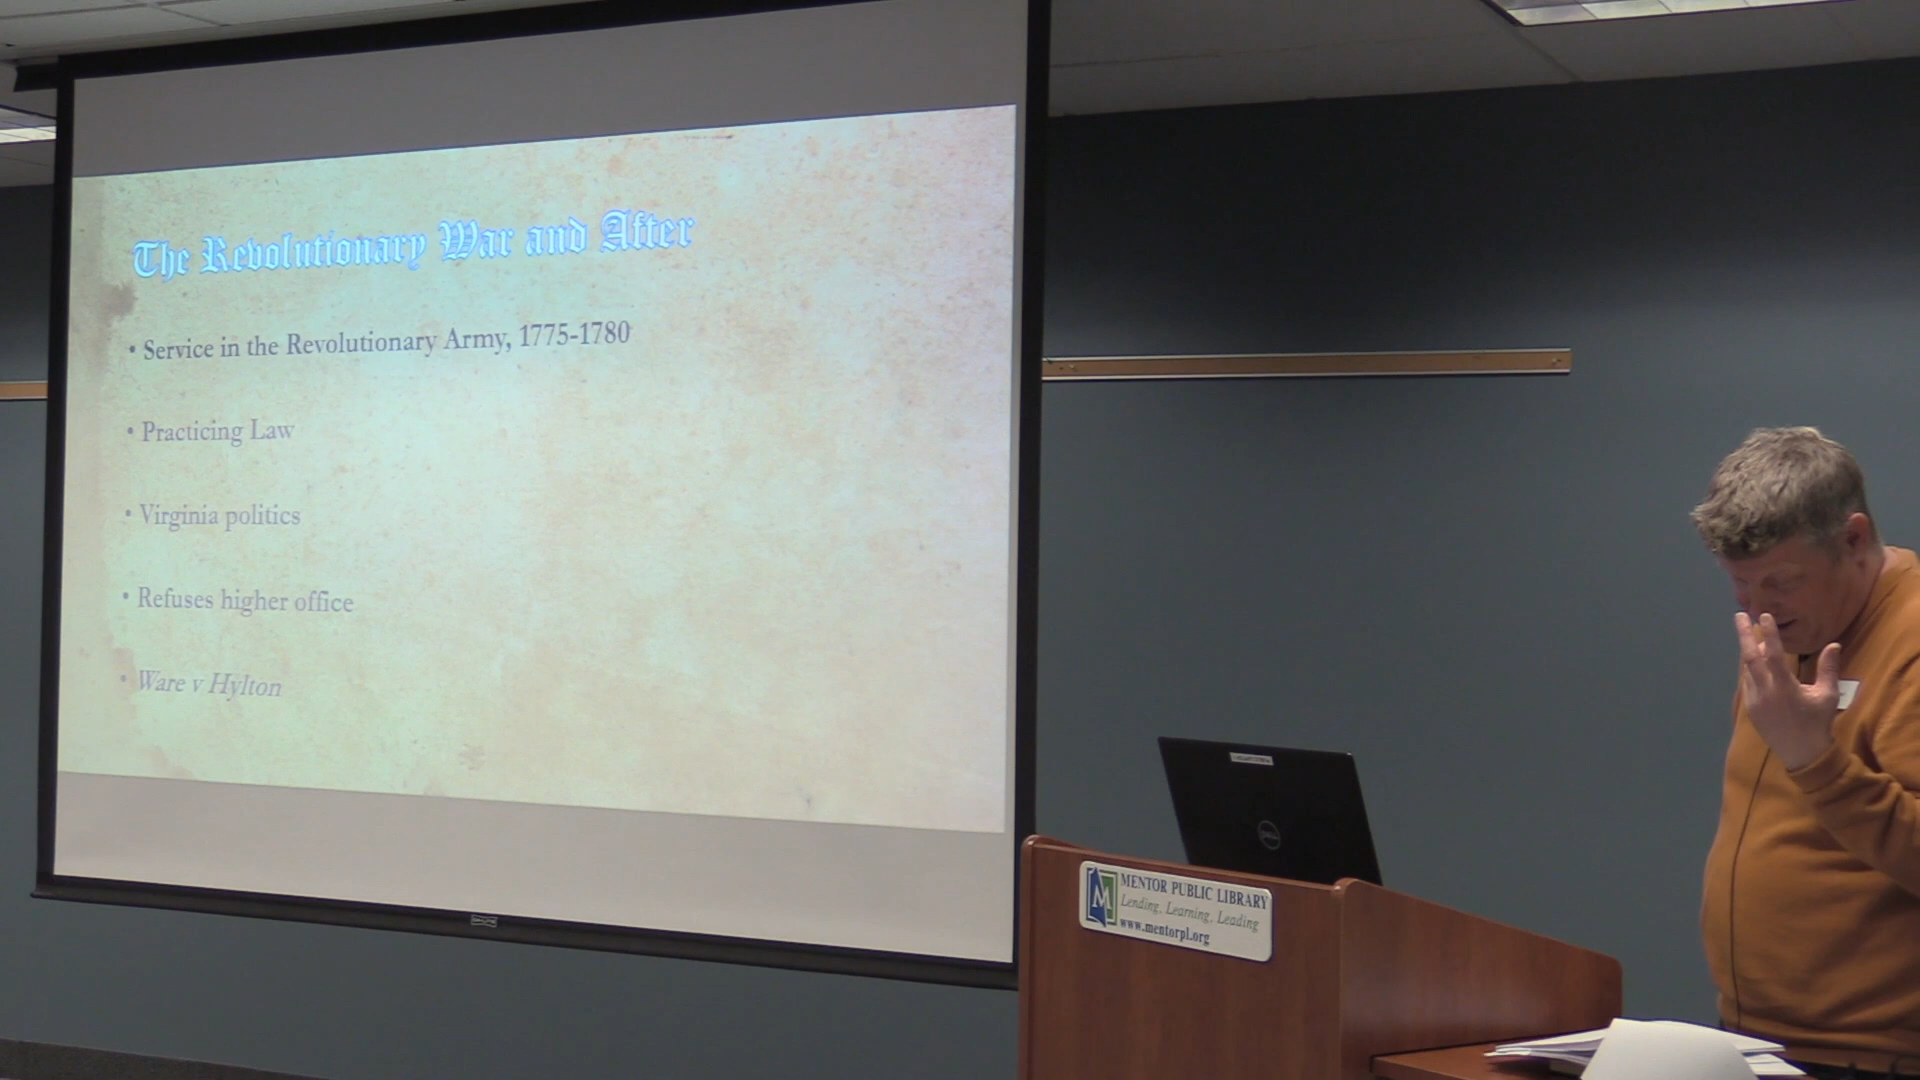 The Revolutionary War and After
• Service in the Revolutionary Army, 1775-1780
• Practicing Law
• Virginia politics
• Refuses higher office
• Ware v Hylton
DELL
M
MENTOR PUBLIC LIBRARY
Lending, Learning, Leading
www.mentorpl.org